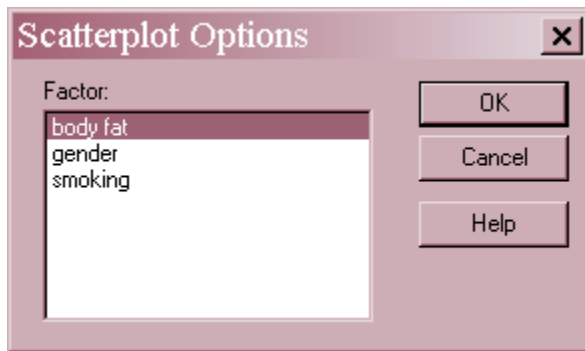 Scatterplot Options
Factor:
body fat
gender
smoking
OK
Cancel
Help